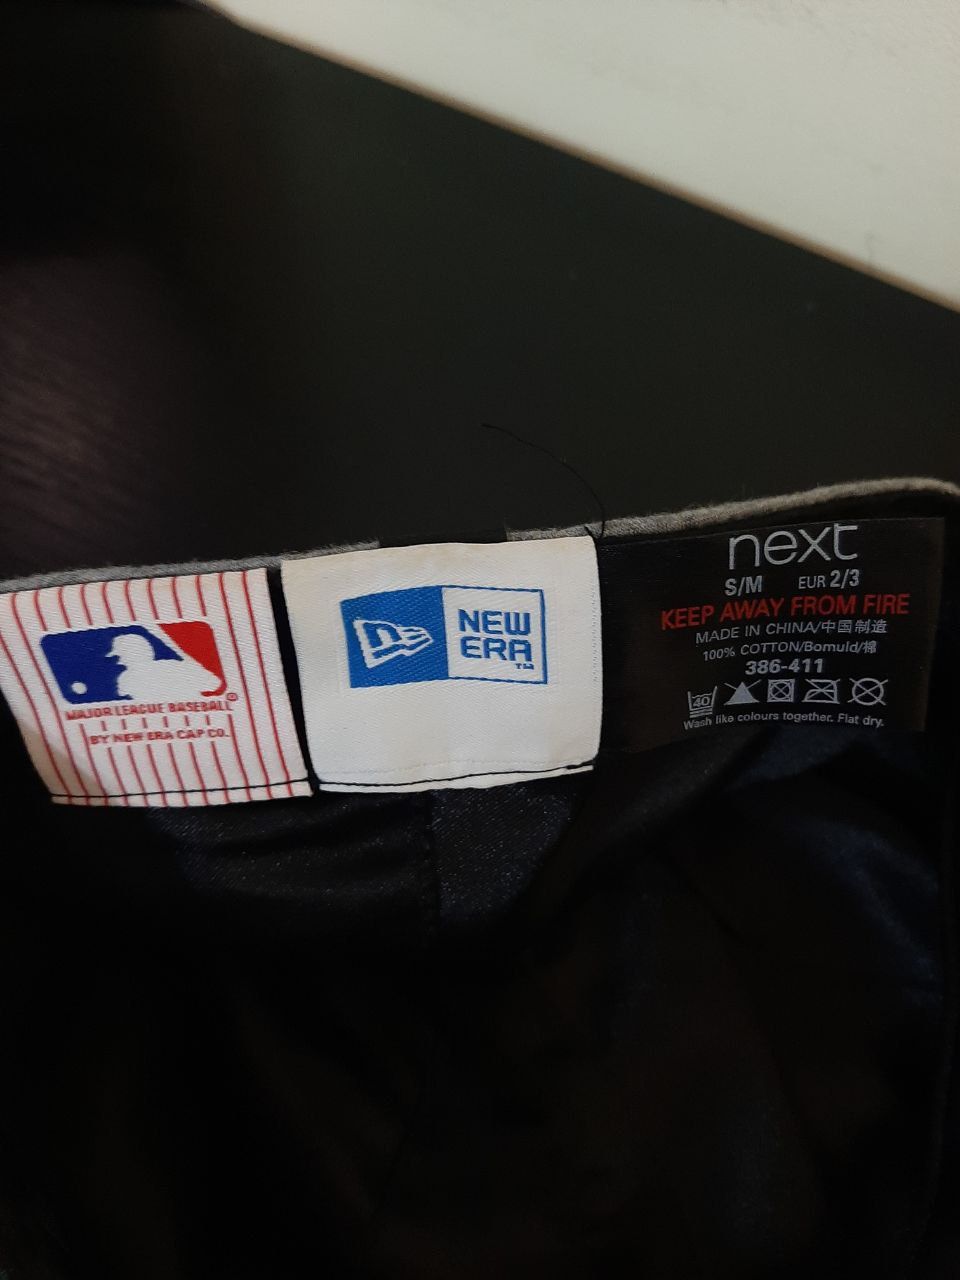 MAJOR LEAGUE BASEBALL®
BY NEW ERA CAP CO.
NEW
ERA™
next
S/M EUR 2/3
KEEP AWAY FROM FIRE
MADE IN CHINA/中国制造
100% COTTON/Bomuld/棉
386-411
40
Wash like colours together. Flat dry.